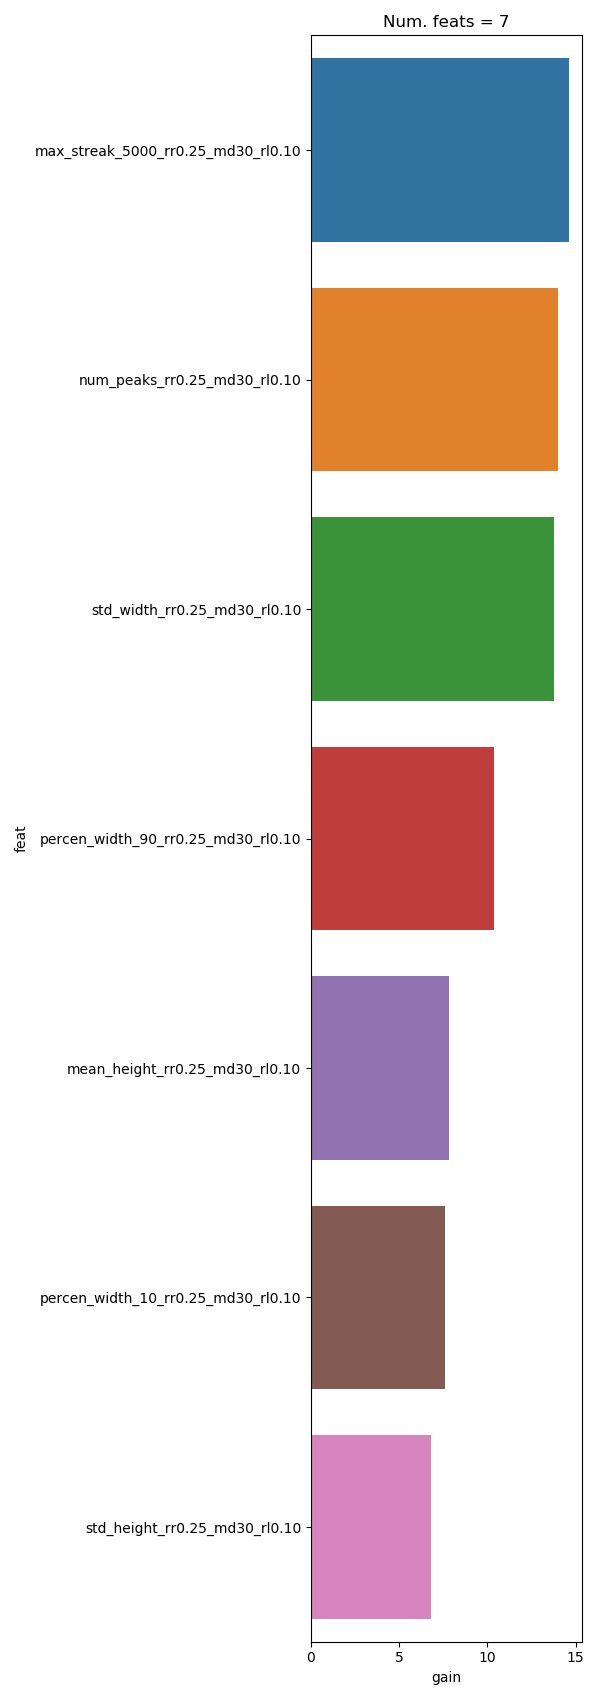 Num. feats = 7
max_streak_5000_rr0.25_md30_rl0.10
num_peaks_rr0.25_md30_rl0.10
std_width_rr0.25_md30_rl0.10
percen_width_90_rr0.25_md30_rl0.10
feat
mean_height_rr0.25_md30_rl0.10
percen_width_10_rr0.25_md30_rl0.10
std_height_rr0.25_md30_rl0.10
0 5 10 15
gain